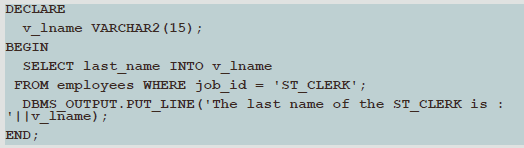 DECLARE
  v_lname VARCHAR2(15);
BEGIN
  SELECT last_name INTO v_lname
 FROM employees WHERE job_id = 'ST_CLERK';
  DBMS_OUTPUT.PUT_LINE('The last name of the ST_CLERK is :
'||v_lname);
END;